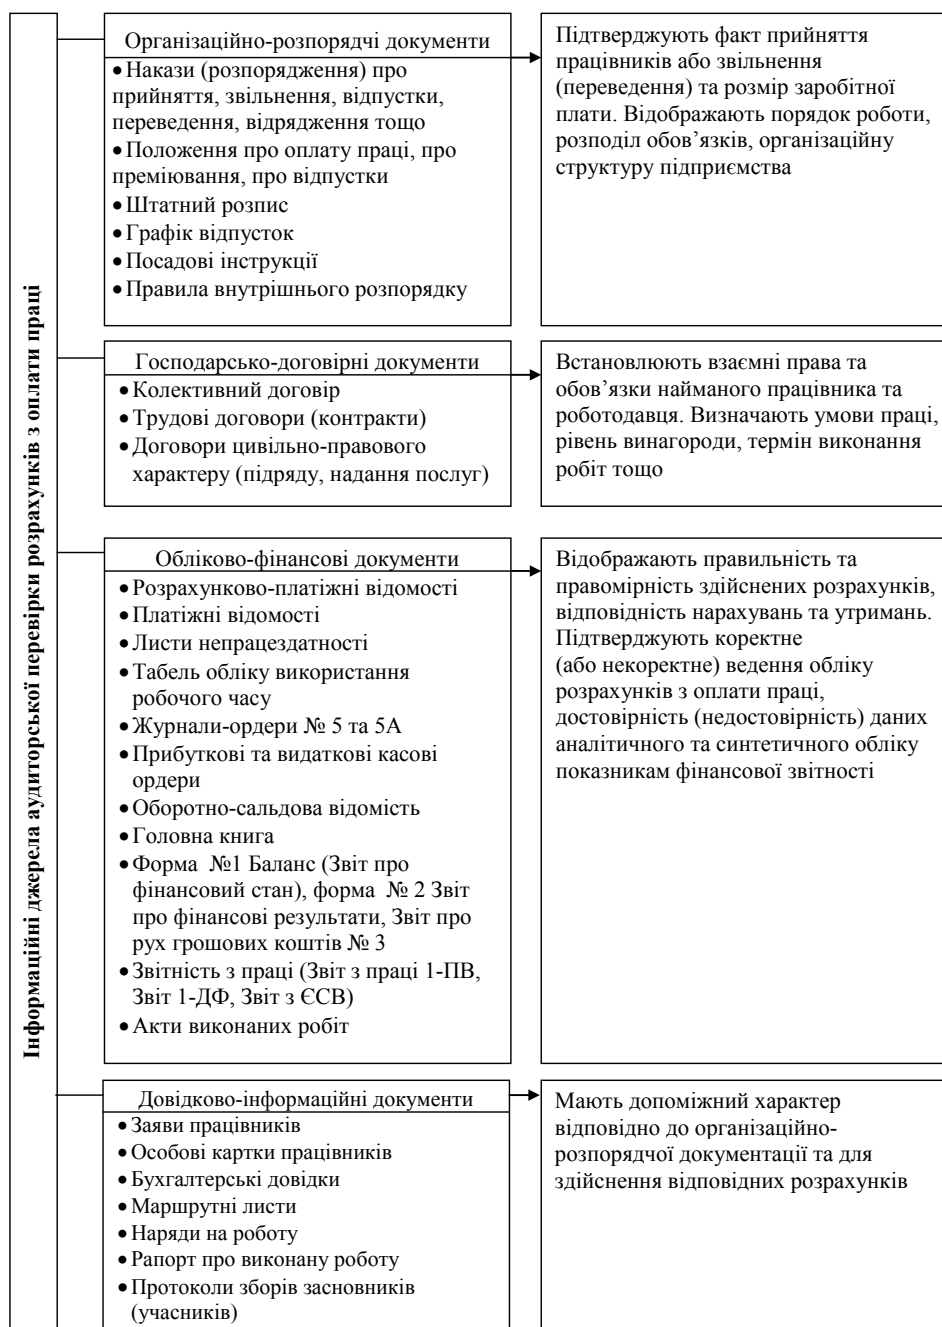 Інформаційні джерела аудиторської перевірки розрахунків з оплати праці
Організаційно-розпорядчі документи
• Накази (розпорядження) про
прийняття, звільнення, відпустки,
переведення, відрядження тощо
• Положення про оплату праці, про
преміювання, про відпустки
• Штатний розпис
• Графік відпусток
• Посадові інструкції
• Правила внутрішнього розпорядку
Підтверджують факт прийняття
працівників або звільнення
(переведення) та розмір заробітної
плати. Відображають порядок роботи,
розподіл обов’язків, організаційну
структуру підприємства
Господарсько-договірні документи
• Колективний договір
• Трудові договори (контракти)
• Договори цивільно-правового
характеру (підряду, надання послуг)
Встановлюють взаємні права та
обов’язки найманого працівника та
роботодавця. Визначають умови праці,
рівень винагороди, термін виконання
робіт тощо
Обліково-фінансові документи
• Розрахунково-платіжні відомості
• Платіжні відомості
• Листи непрацездатності
• Табель обліку використання
робочого часу
• Журнали-ордери № 5 та 5А
• Прибуткові та видаткові касові
ордери
• Оборотно-сальдова відомість
• Головна книга
• Форма №1 Баланс (Звіт про
фінансовий стан), форма № 2 Звіт
про фінансові результати, Звіт про
рух грошових коштів № 3
• Звітність з праці (Звіт з праці 1-ПВ,
Звіт 1-ДФ, Звіт з ЄСВ)
• Акти виконаних робіт
Відображають правильність та
правомірність здійснених розрахунків,
відповідність нарахувань та утримань.
Підтверджують коректне
(або некоректне) ведення обліку
розрахунків з оплати праці,
достовірність (недостовірність) даних
аналітичного та синтетичного обліку
показникам фінансової звітності
Довідково-інформаційні документи
• Заяви працівників
• Особові картки працівників
• Бухгалтерські довідки
• Маршрутні листи
• Наряди на роботу
• Рапорт про виконану роботу
• Протоколи зборів засновників
(учасників)
Мають допоміжний характер
відповідно до організаційно-
розпорядчої документації та для
здійснення відповідних розрахунків